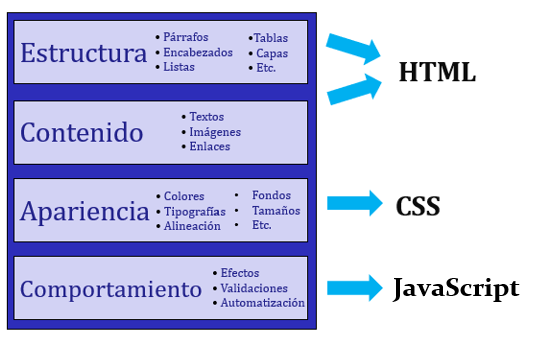 Estructura
• Párrafos
• Encabezados
• Listas
•Tablas
• Capas
• Etc.
HTML
Contenido
• Textos
• Imágenes
• Enlaces
Apariencia
• Colores
• Tipografías
• Alineación
• Fondos
• Tamaños
• Etc.
CSS
Comportamiento
• Efectos
• Validaciones
• Automatización
JavaScript